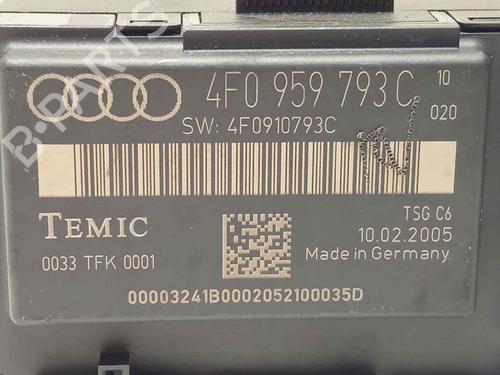 4F0 959 793 C 10
020
SW: 4F0910793C
TEMIC
TSG C6
10.02.2005
0033 TFK 0001
Made in Germany
00003241B0002052100035D
B-PARTS